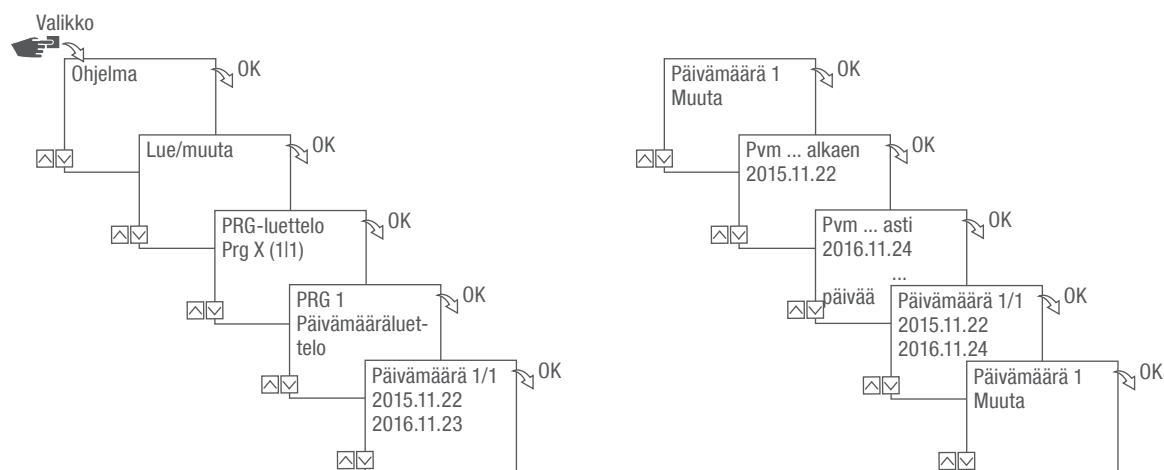 Valikko
Ohjelma
OK
Lue/muuta
OK
PRG-luettelo
OK
Prg X (1|1)
PRG 1
OK
Päivämääräluet-
telo
Päivämäärä 1/1
OK
2015.11.22
2016.11.23
Päivämäärä 1
OK
Muuta
Pvm ... alkaen
OK
2015.11.22
Pvm ... asti
OK
2016.11.24
...
päivää
Päivämäärä 1/1
OK
2015.11.22
2016.11.24
Päivämäärä 1
OK
Muuta